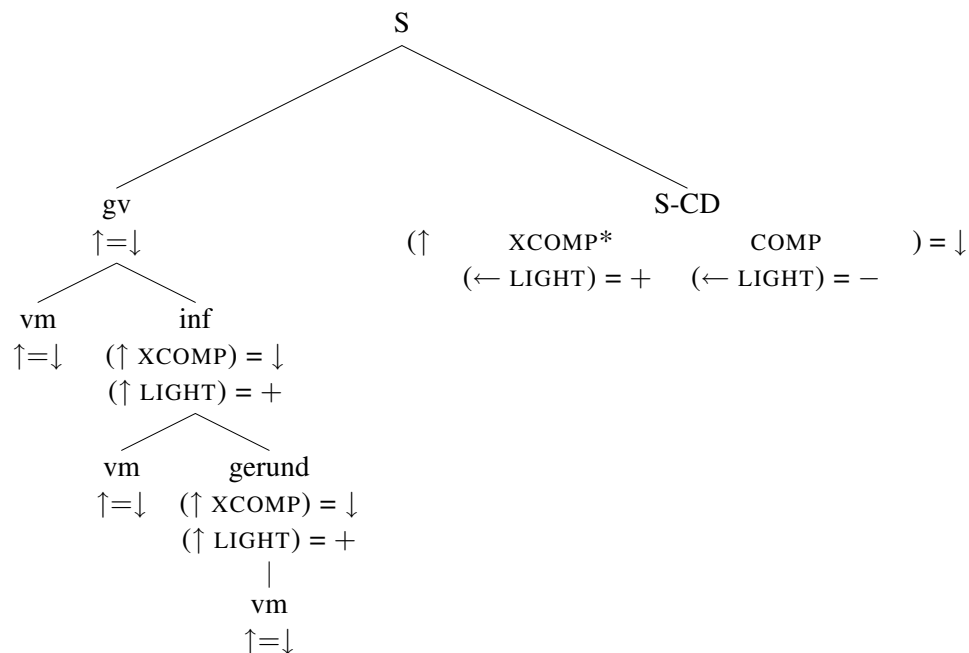 S
gv S-CD
↑=↓ (↑ XCOMP* COMP ) = ↓
(← LIGHT) = + (← LIGHT) = −
vm inf
↑=↓ (↑ XCOMP) = ↓
(↑ LIGHT) = +
vm gerund
↑=↓ (↑ XCOMP) = ↓
(↑ LIGHT) = +
vm
↑=↓